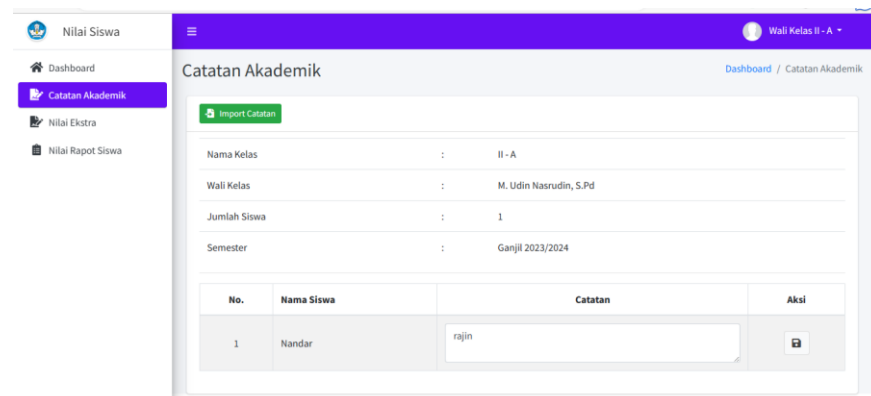 Nilai Siswa
Wali Kelas II - A
Dashboard
Catatan Akademik
Nilai Ekstra
Nilai Rapot Siswa
Catatan Akademik
Dashboard / Catatan Akademik
Import Catatan
Nama Kelas : II - A
Wali Kelas : M. Udin Nasrudin, S.Pd
Jumlah Siswa : 1
Semester : Ganjil 2023/2024
No. Nama Siswa Catatan Aksi
1 Nandar rajin